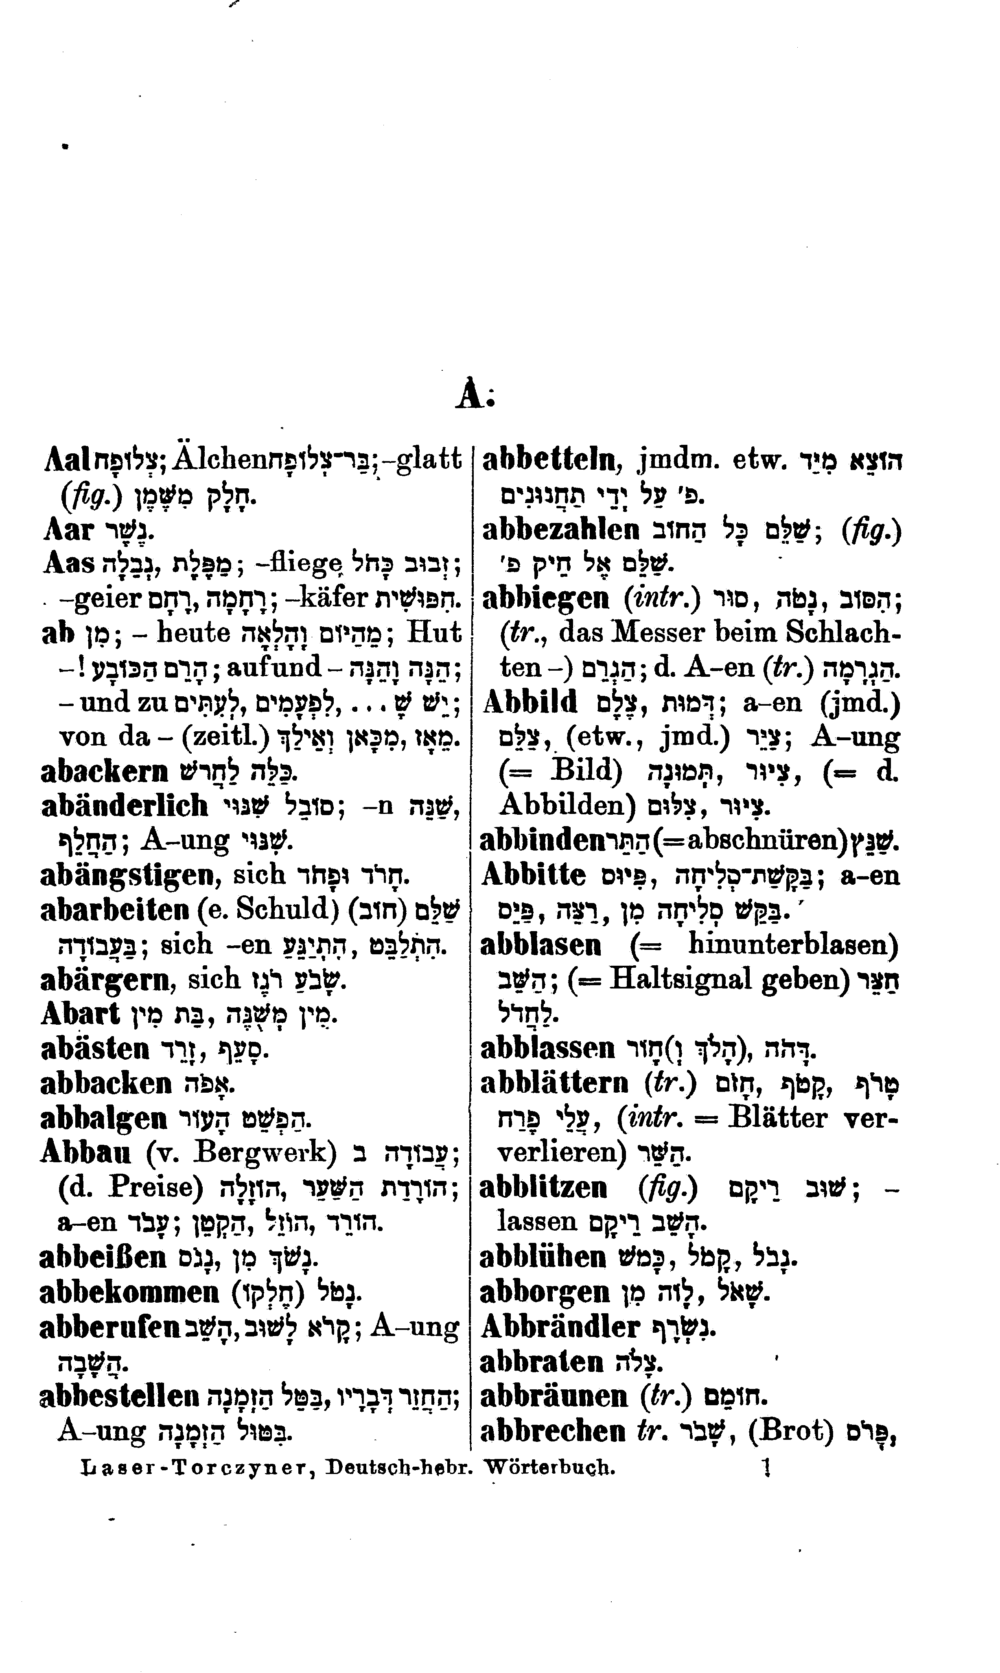 A.
Aal צְלוֹפָח; Älchen בַּר־צְלוֹפָח; -glatt
(fig.) חָלָק מִשֶּׁמֶן.
Aar נֶשֶׁר.
Aas נְבֵלָה, מַפֶּלֶת; -fliege זְבוּב כָּחֹל;
-geier רָחָם, רָחָמָה; -käfer חִפּוּשִׁית.
ab מִן; – heute מֵהַיּוֹם וָהָלְאָה; Hut
–! הָרֵם הַכּוֹבַע; auf und – הֵנָּה וָהֵנָּה;
– und zu לִפְעָמִים, לְעִתִּים, יֵשׁ שֶׁ ...;
von da – (zeitl.) מֵאָז, מִכָּאן וְאֵילָךְ.
abackern כַּלֵּה לַחֲרֹשׁ.
abänderlich סוֹבֵל שִׁנּוּי; -n שַׁנֵּה,
הַחֲלֵף; A-ung שִׁנּוּי.
abängstigen, sich חָרֹד וּפָחֹד.
abarbeiten (e. Schuld) שַׁלֵּם (חוֹב)
בַּעֲבוֹדָה; sich -en הִתְיַגֵּעַ, הִתְלַבֵּט.
abärgern, sich שָׂבֹעַ רֹגֶז.
Abart מִין מְשֻׁנֶּה, בַּת מִין.
abästen סָעֵף, זָרֵד.
abbacken אָפֹה.
abbalgen הַפְשֵׁט הָעוֹר.
Abbau (v. Bergwerk) עֲבוֹדָה ב;
(d. Preise) הוֹרָדַת הַשַּׁעַר, הוֹזָלָה;
a-en עָבֹד; הוֹרֵד, הוֹזֵל, הַקְטֵן.
abbeißen נָשֹׁךְ מִן, נָגֹס.
abbekommen נָטֹל (חֶלְקוֹ).
abberufen קָרֹא לָשׁוּב, הָשֵׁב; A-ung
הֲשָׁבָה.
abbestellen הַחֲזֵר דְּבָרָיו, בַּטֵּל הַזְמָנָה;
A-ung בִּטּוּל הַזְמָנָה.
abbetteln, jmdm. etw. הוֹצֵא מִיַּד
פ' עַל יְדֵי תַחֲנוּנִים.
abbezahlen שַׁלֵּם כָּל הַחוֹב; (fig.)
שַׁלֵּם אֶל חֵיק פ'.
abbiegen (intr.) הִסּוֹב, נָטֹה, סוּר;
(tr., das Messer beim Schlach-
ten –) הַגְרֵם; d. A-en (tr.) הַגְרָמָה.
Abbild דְּמוּת, צֶלֶם; a-en (jmd.)
צַלֵּם, (etw., jmd.) צַיֵּר; A-ung
(= Bild) צִיּוּר, תְּמוּנָה, (= d.
Abbilden) צִיּוּר, צִלּוּם.
abbinden הַתֵּר (= abschnüren) שַׁנֵּץ.
Abbitte בַּקָּשַׁת־סְלִיחָה, פִּיּוּס; a-en
בַּקֵּשׁ סְלִיחָה מִן, רַצֵּה, פַּיֵּס.
abblasen (= hinunterblasen)
הַשֵּׁב; (= Haltsignal geben) חַצֵּר
לַחֲדֹל.
abblassen דָּהֹה, (הָלֹךְ וְ)חָוֹר.
abblättern (tr.) טָרֹף, קָטֹף, חָזֹם
עֲלֵי פֶּרַח, (intr. = Blätter ver-
verlieren) הַשֵּׁר.
abblitzen (fig.) שׁוּב רֵיקָם; –
lassen הָשֵׁב רֵיקָם.
abblühen נָבֹל, קָמֹל, כָּמֹשׁ.
abborgen שָׁאֹל, לָוֹה מִן.
Abbrändler נִשְׂרָף.
abbraten צָלֹה.
abbräunen (tr.) חוֹמֵם.
abbrechen tr. שָׁבֹר, (Brot) פָּרֹס,
Laser-Torczyner, Deutsch-hebr. Wörterbuch. 1